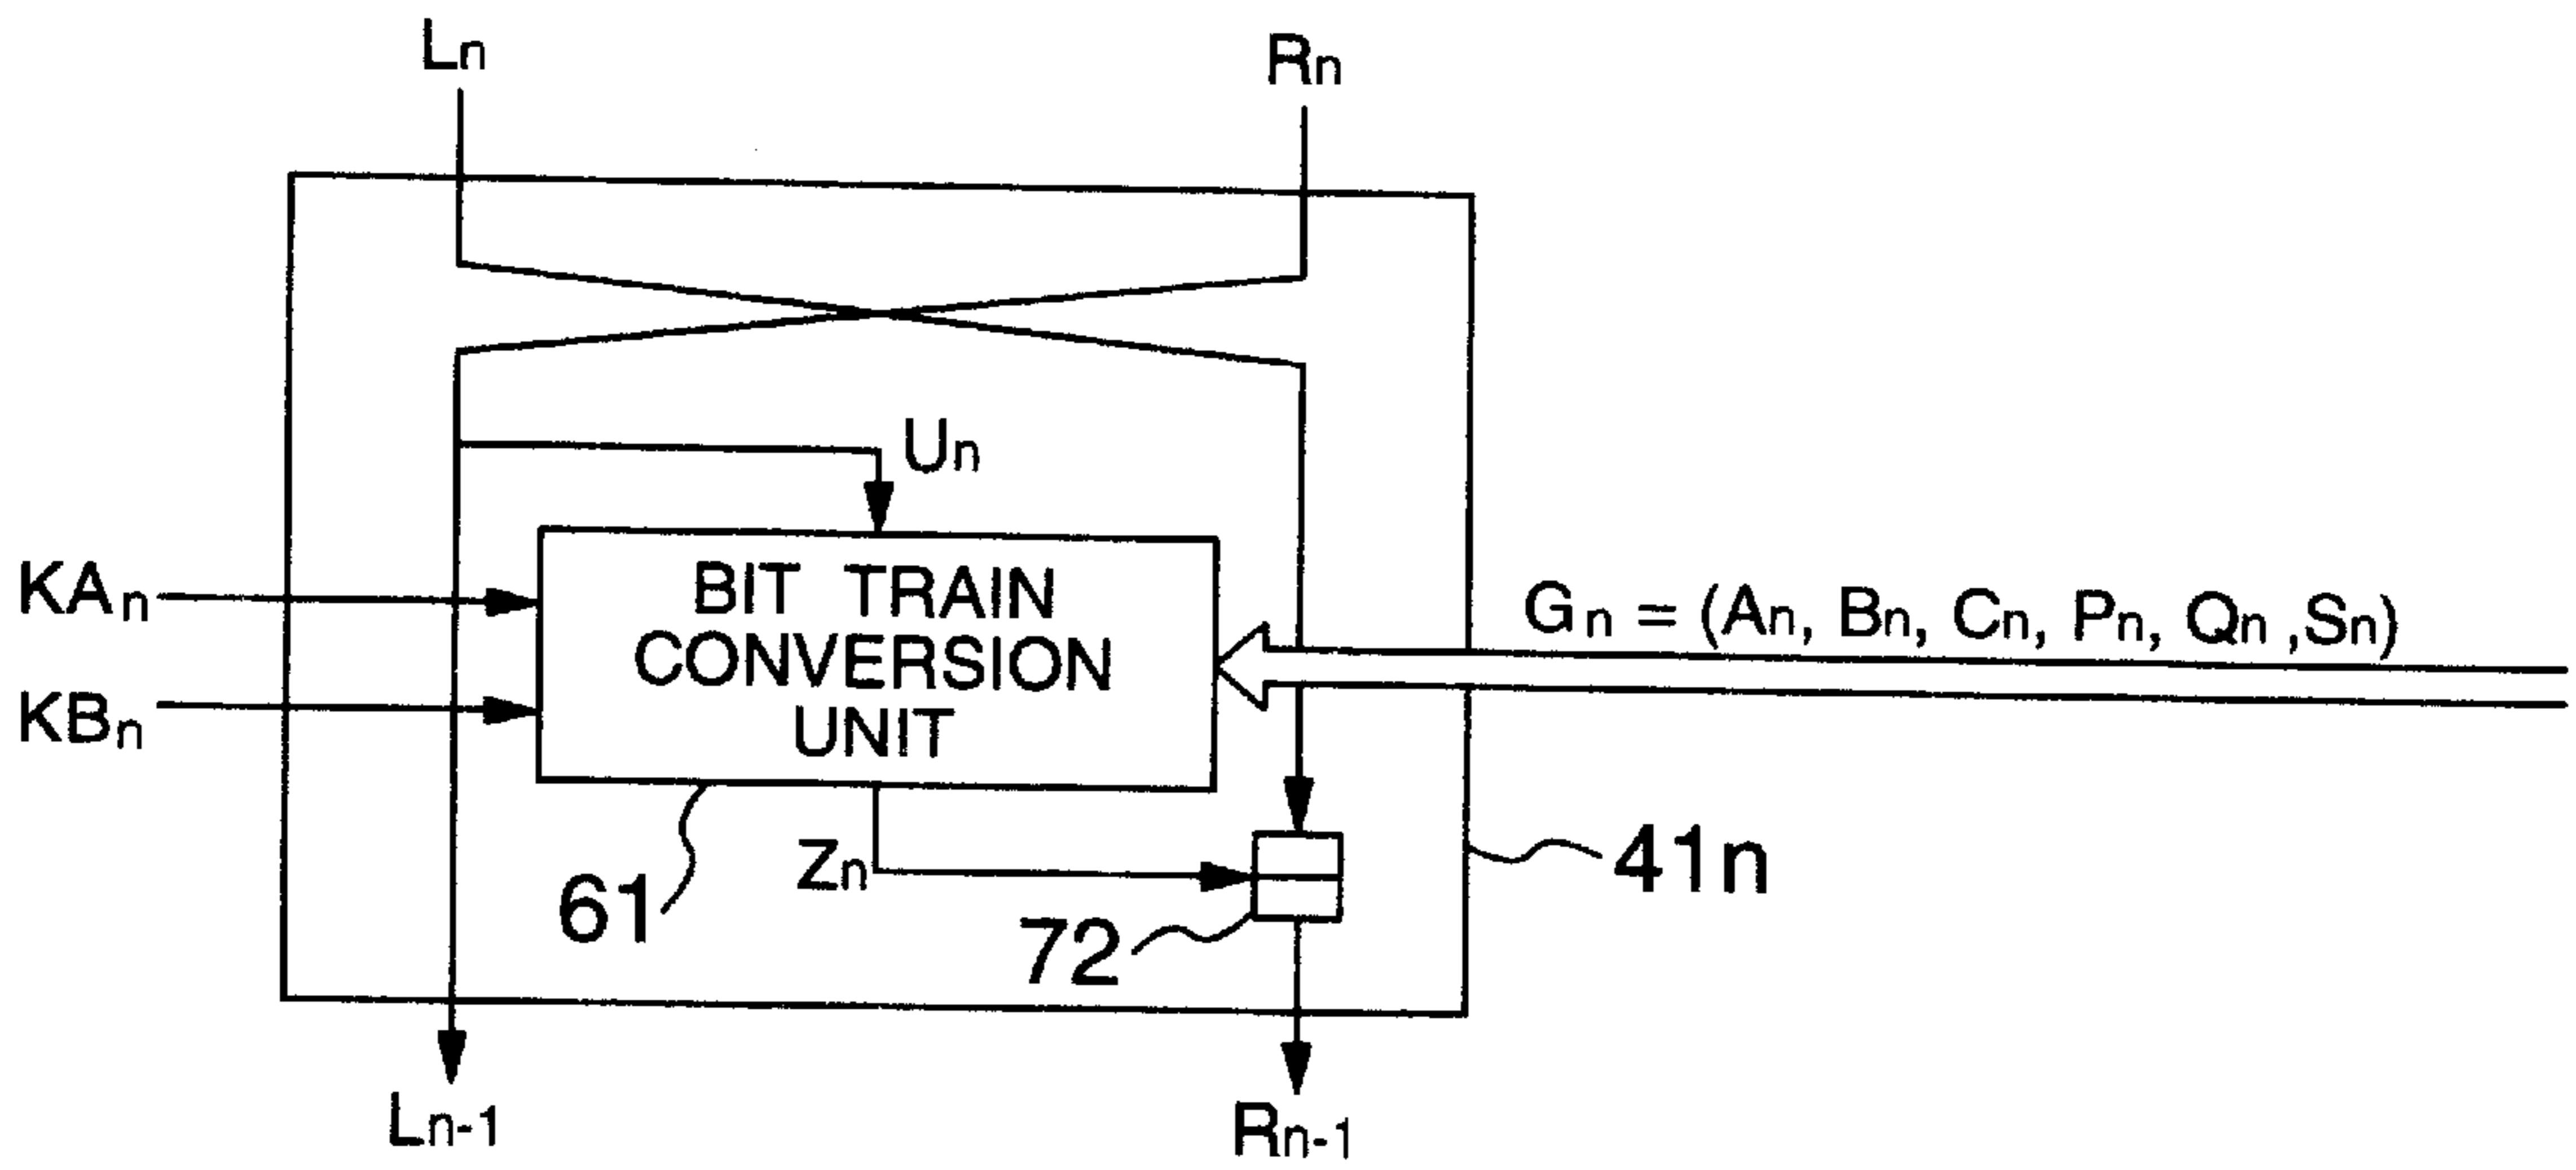 Ln
Rn
Un
KAn
BIT TRAIN
CONVERSION
UNIT
Gn = (An, Bn, Cn, Pn, Qn ,Sn)
KBn
Zn
61
72
41n
Ln-1
Rn-1